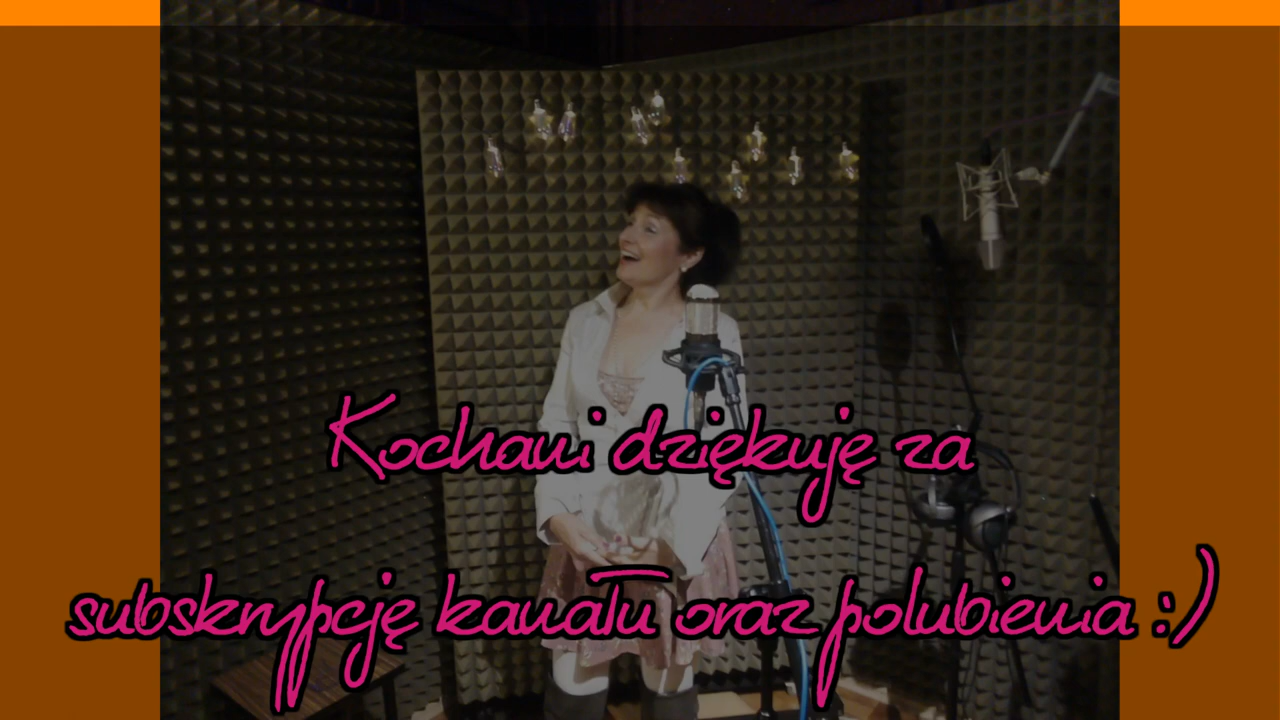 Kochani dziękuję za
subskrypcję kanału oraz polubienia :)